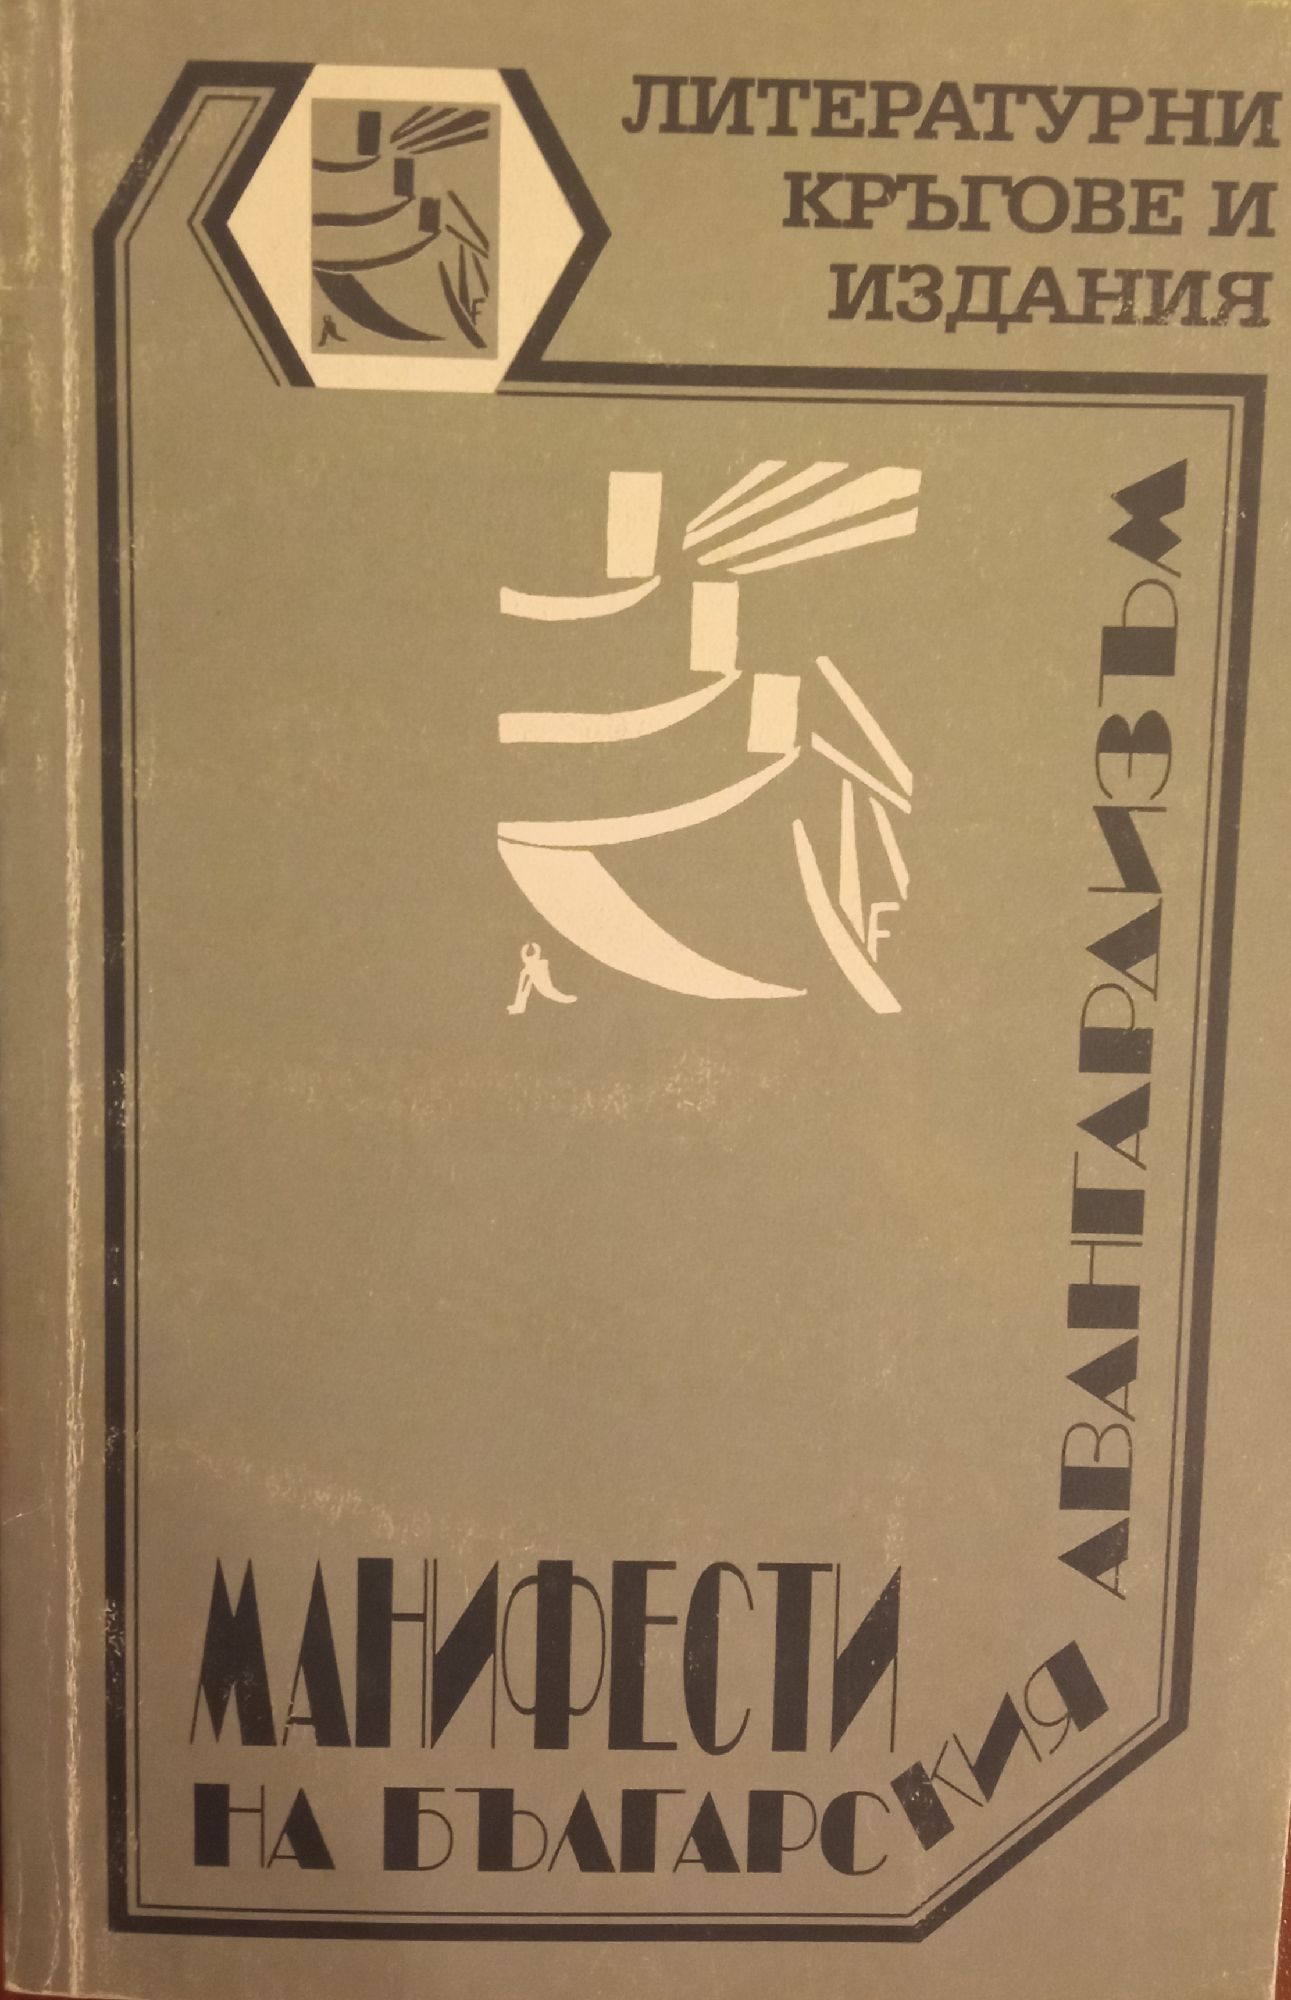 ЛИТЕРАТУРНИ
КРЪГОВЕ И
ИЗДАНИЯ
F
МАНИФЕСТИ
НА БЪЛГАРСКИЯ
АВАНГАРДИЗЪМ